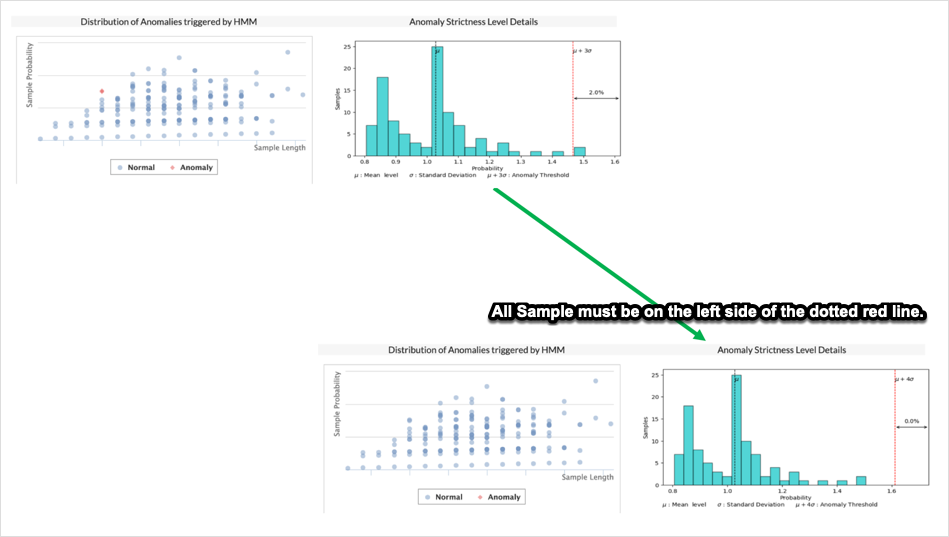 Distribution of Anomalies triggered by HMM
Anomaly Strictness Level Details
Sample Probability
Sample Length
Normal
Anomaly
Samples
25
20
15
10
5
0
μ
μ + 3σ
2.0%
0.8 0.9 1.0 1.1 1.2 1.3 1.4 1.5 1.6
Probability
μ : Mean level σ : Standard Deviation μ + 3σ : Anomaly Threshold
All Sample must be on the left side of the dotted red line.
Distribution of Anomalies triggered by HMM
Anomaly Strictness Level Details
Sample Probability
Sample Length
Normal
Anomaly
Samples
25
20
15
10
5
0
μ
μ + 4σ
0.0%
0.8 1.0 1.2 1.4 1.6
Probability
μ : Mean level σ : Standard Deviation μ + 4σ : Anomaly Threshold